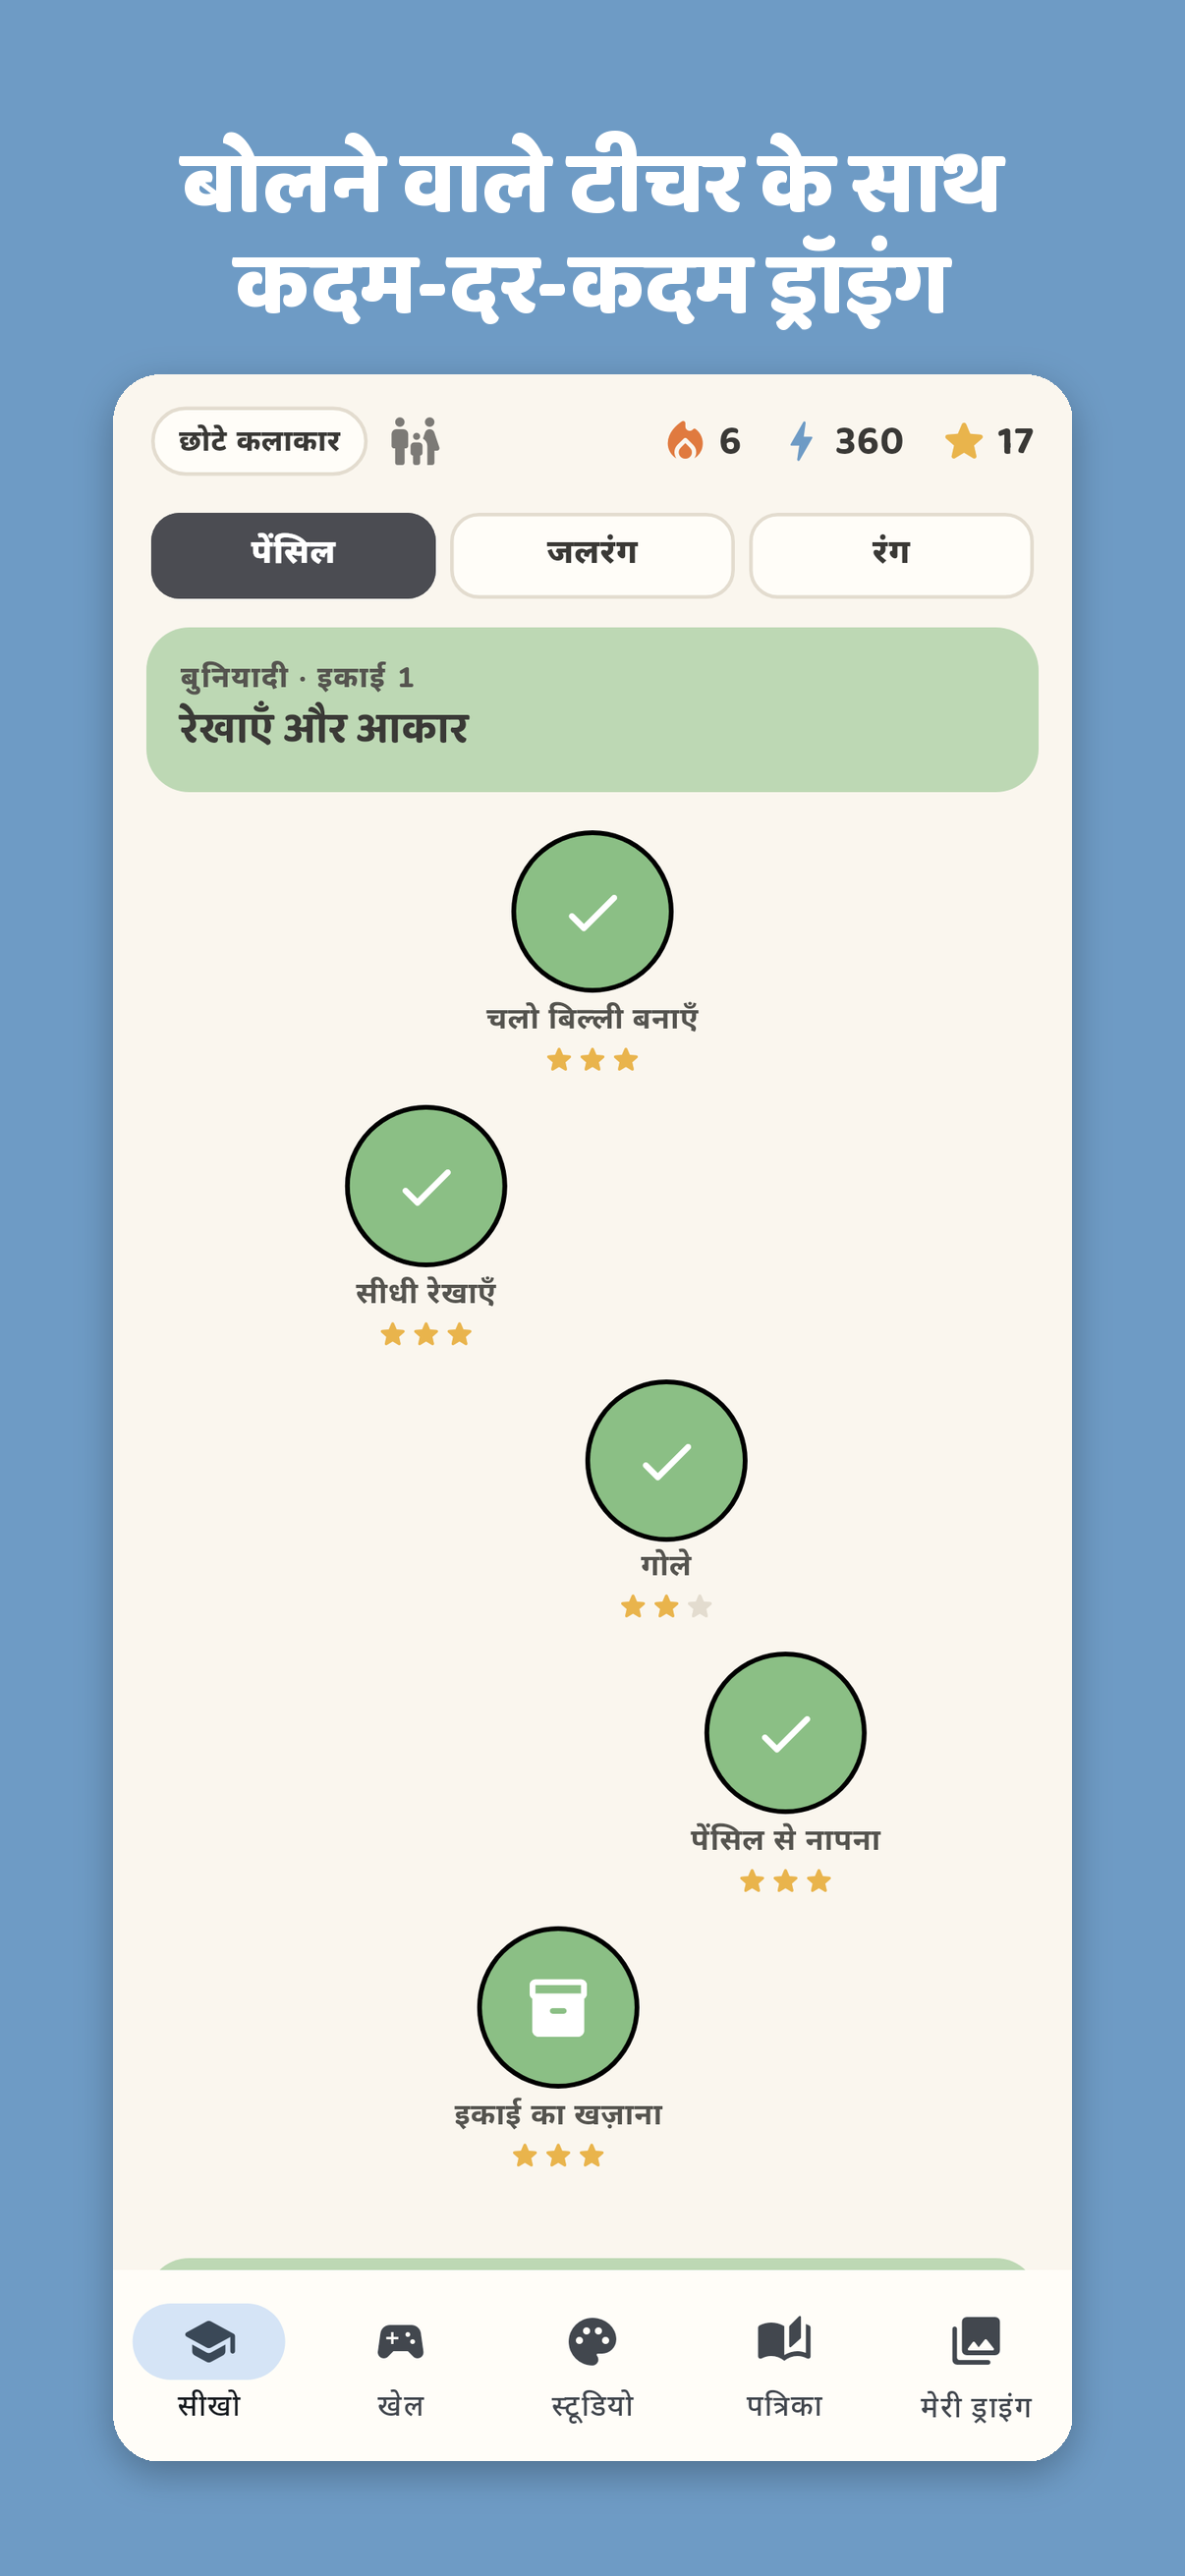 बोलने वाले टीचर के साथ
कदम-दर-कदम ड्रॉइंग
छोटे कलाकार 6 360 17
पेंसिल जलरंग रंग
बुनियादी · इकाई 1
रेखाएँ और आकार
चलो बिल्ली बनाएँ
सीधी रेखाएँ
गोले
पेंसिल से नापना
इकाई का खज़ाना
सीखो खेल स्टूडियो पत्रिका मेरी ड्राइंग